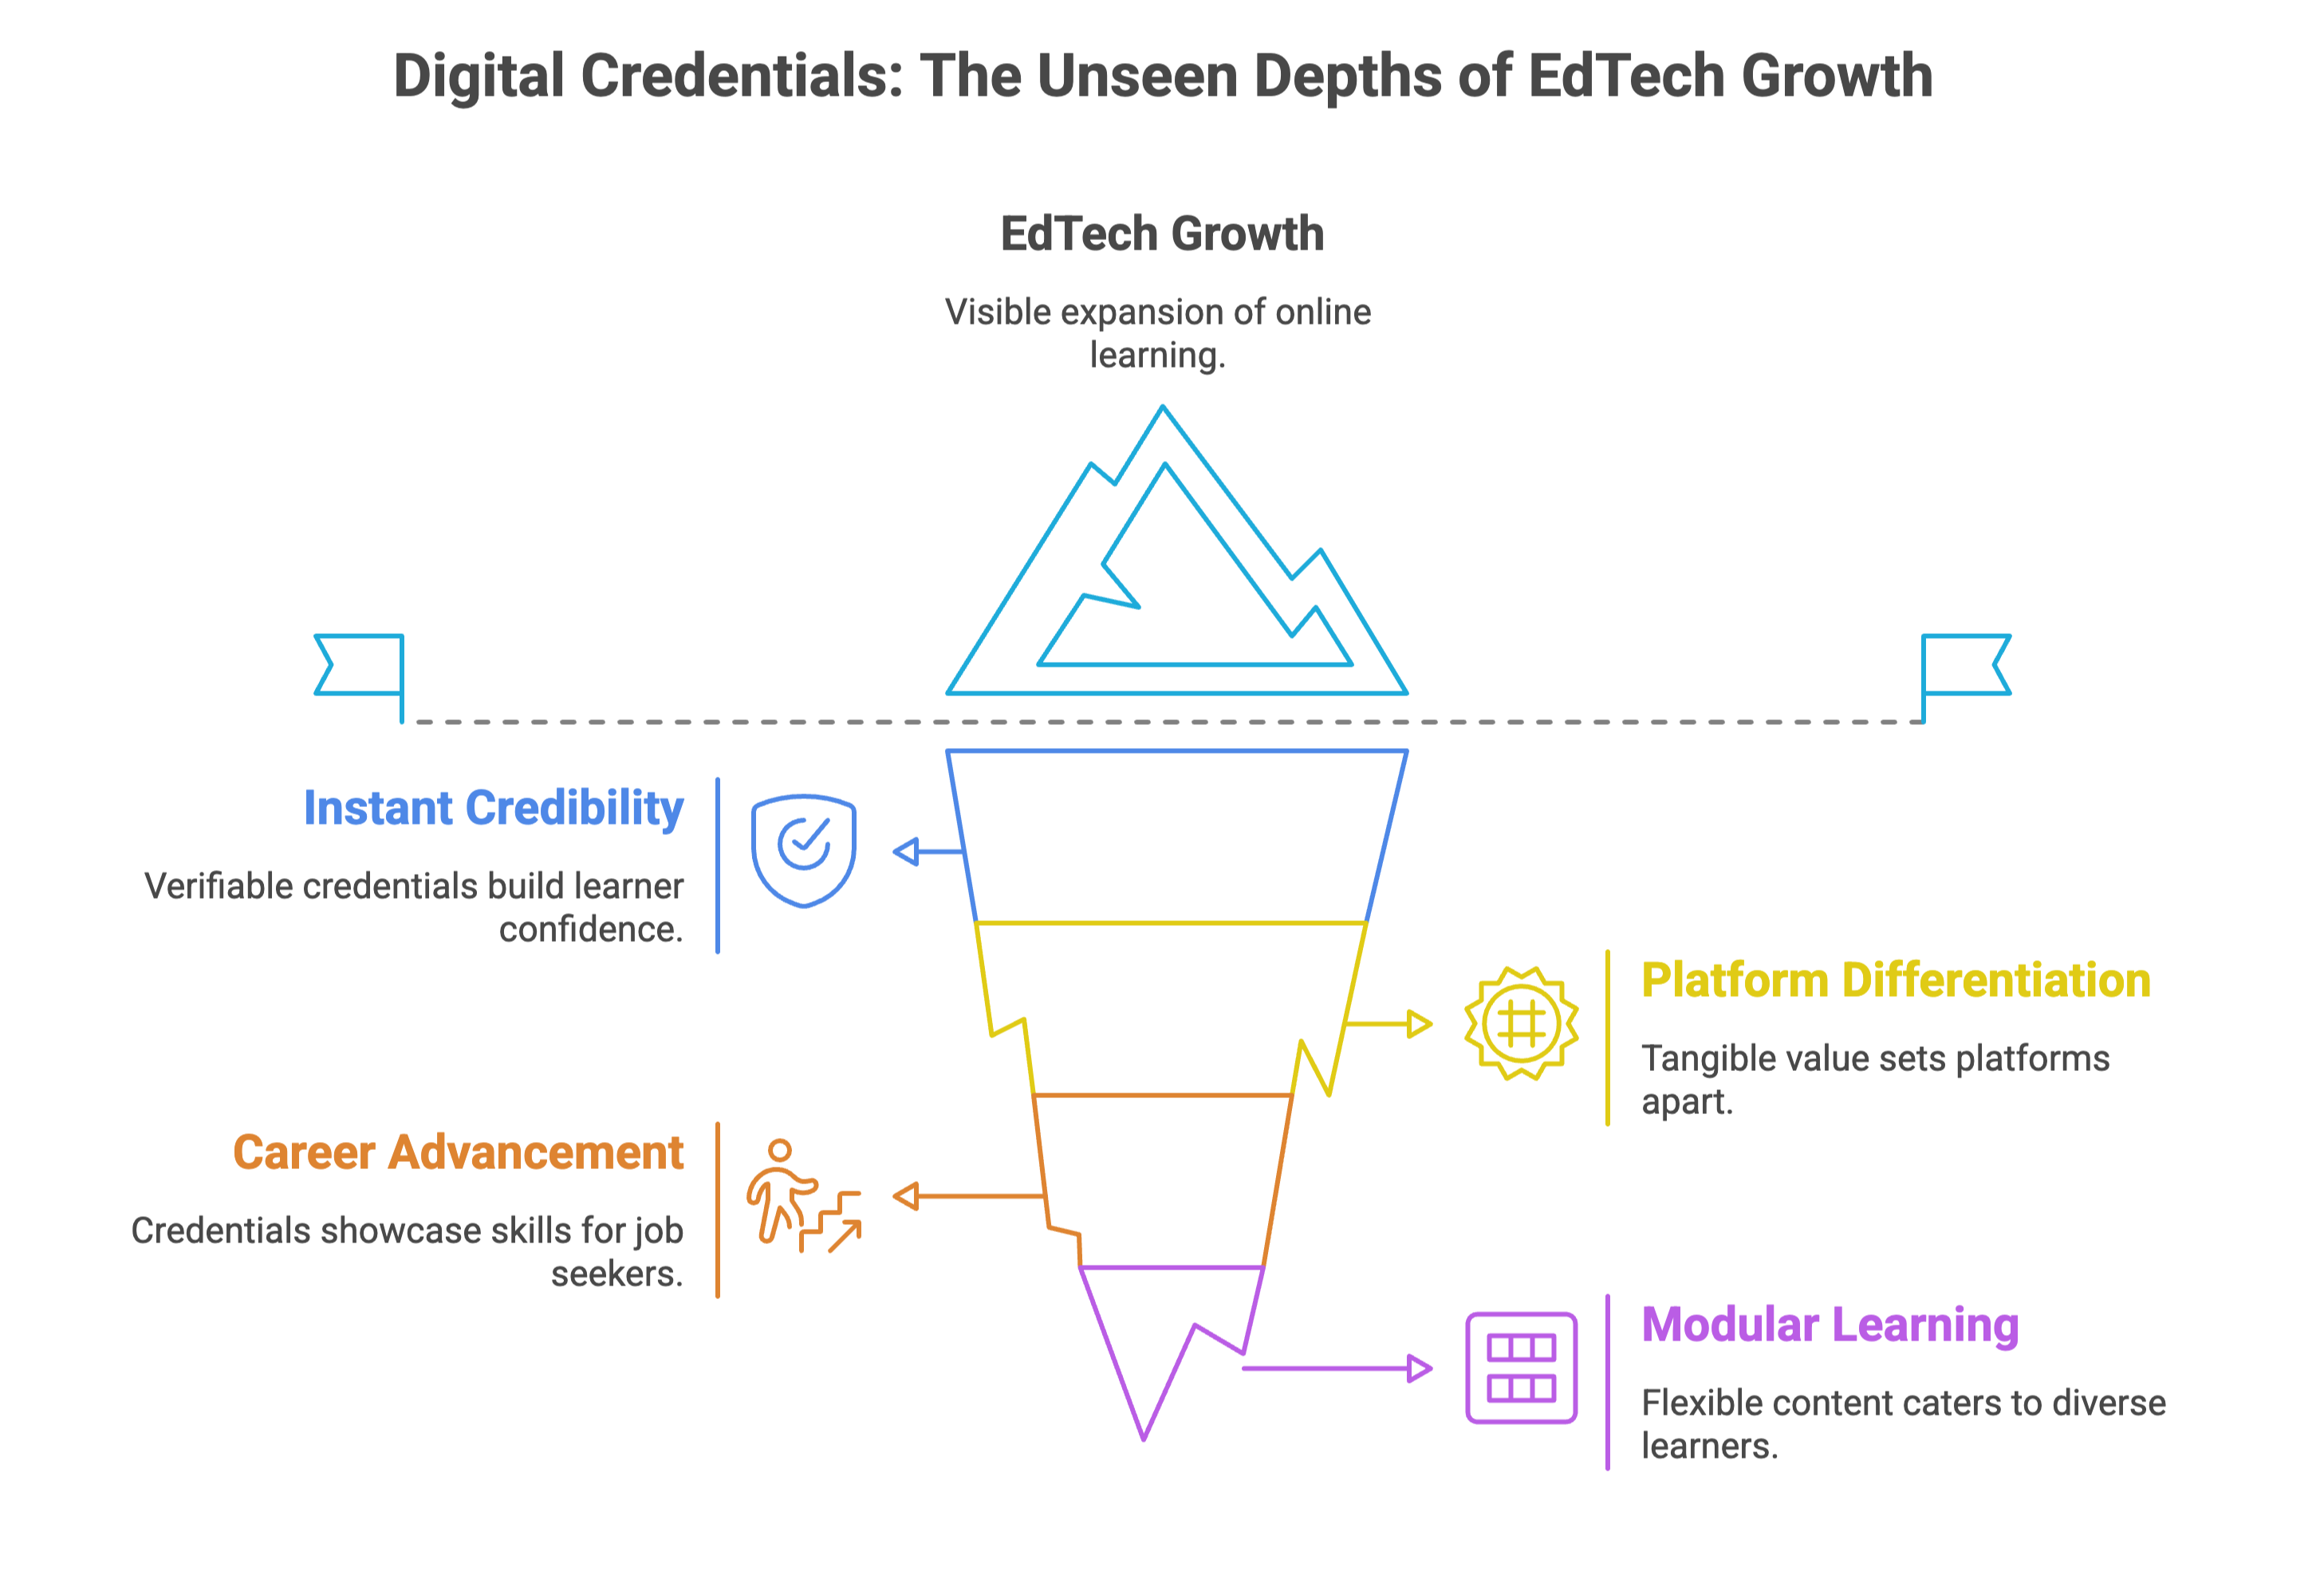 Digital Credentials: The Unseen Depths of EdTech Growth
EdTech Growth
Visible expansion of online
learning.
Instant Credibility
Verifiable credentials build learner
confidence.
Platform Differentiation
Tangible value sets platforms
apart.
Career Advancement
Credentials showcase skills for job
seekers.
Modular Learning
Flexible content caters to diverse
learners.